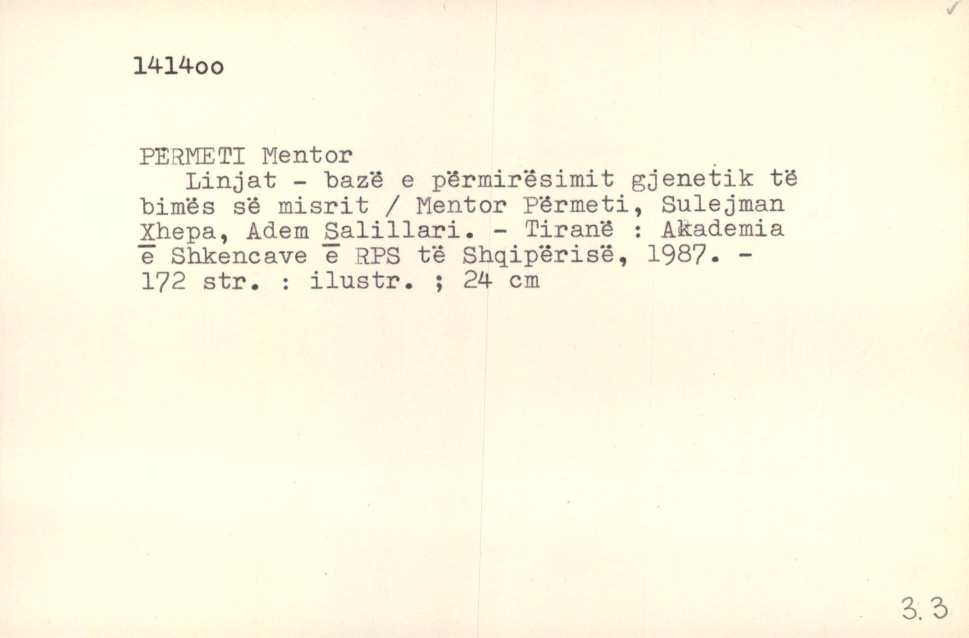 1414oo
PERMETI Mentor
Linjat - bazë e përmirësimit gjenetik të
bimës së misrit / Mentor Përmeti, Sulejman
Xhepa, Adem Salillari. - Tiranë : Akademia
e Shkencave e RPS të Shqipërisë, 1987. -
172 str. : ilustr. ; 24 cm
3.3